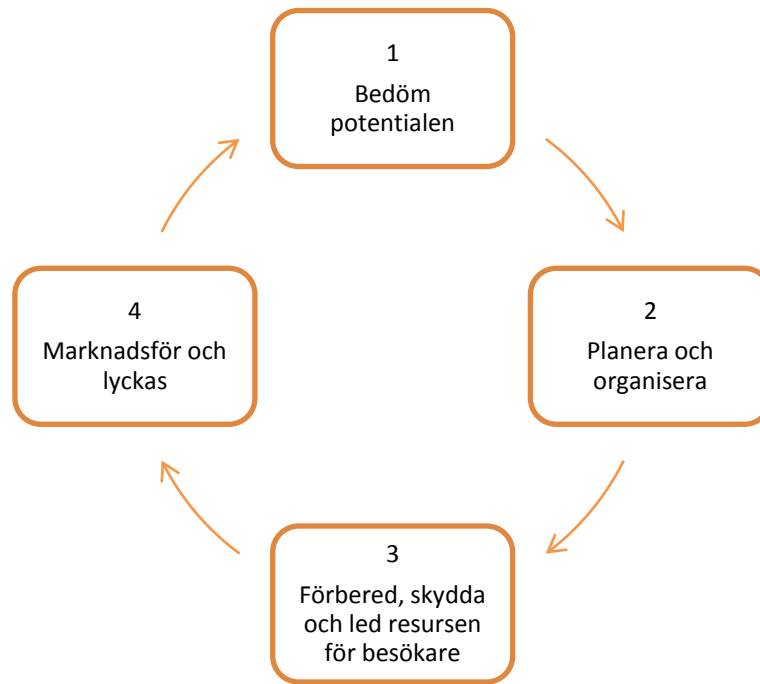 1
Bedöm
potentialen
2
Planera och
organisera
3
Förbered, skydda
och led resursen
för besökare
4
Marknadsför och
lyckas